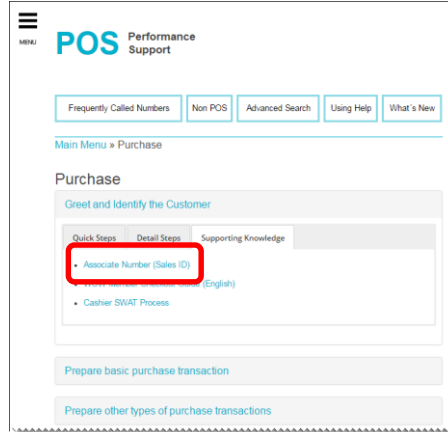 MENU
POS Performance
Support
Frequently Called Numbers Non POS Advanced Search Using Help What's New
Main Menu » Purchase
Purchase
Greet and Identify the Customer
Quick Steps Detail Steps Supporting Knowledge
Associate Number (Sales ID)
(English)
Cashier SWAT Process
Prepare basic purchase transaction
Prepare other types of purchase transactions